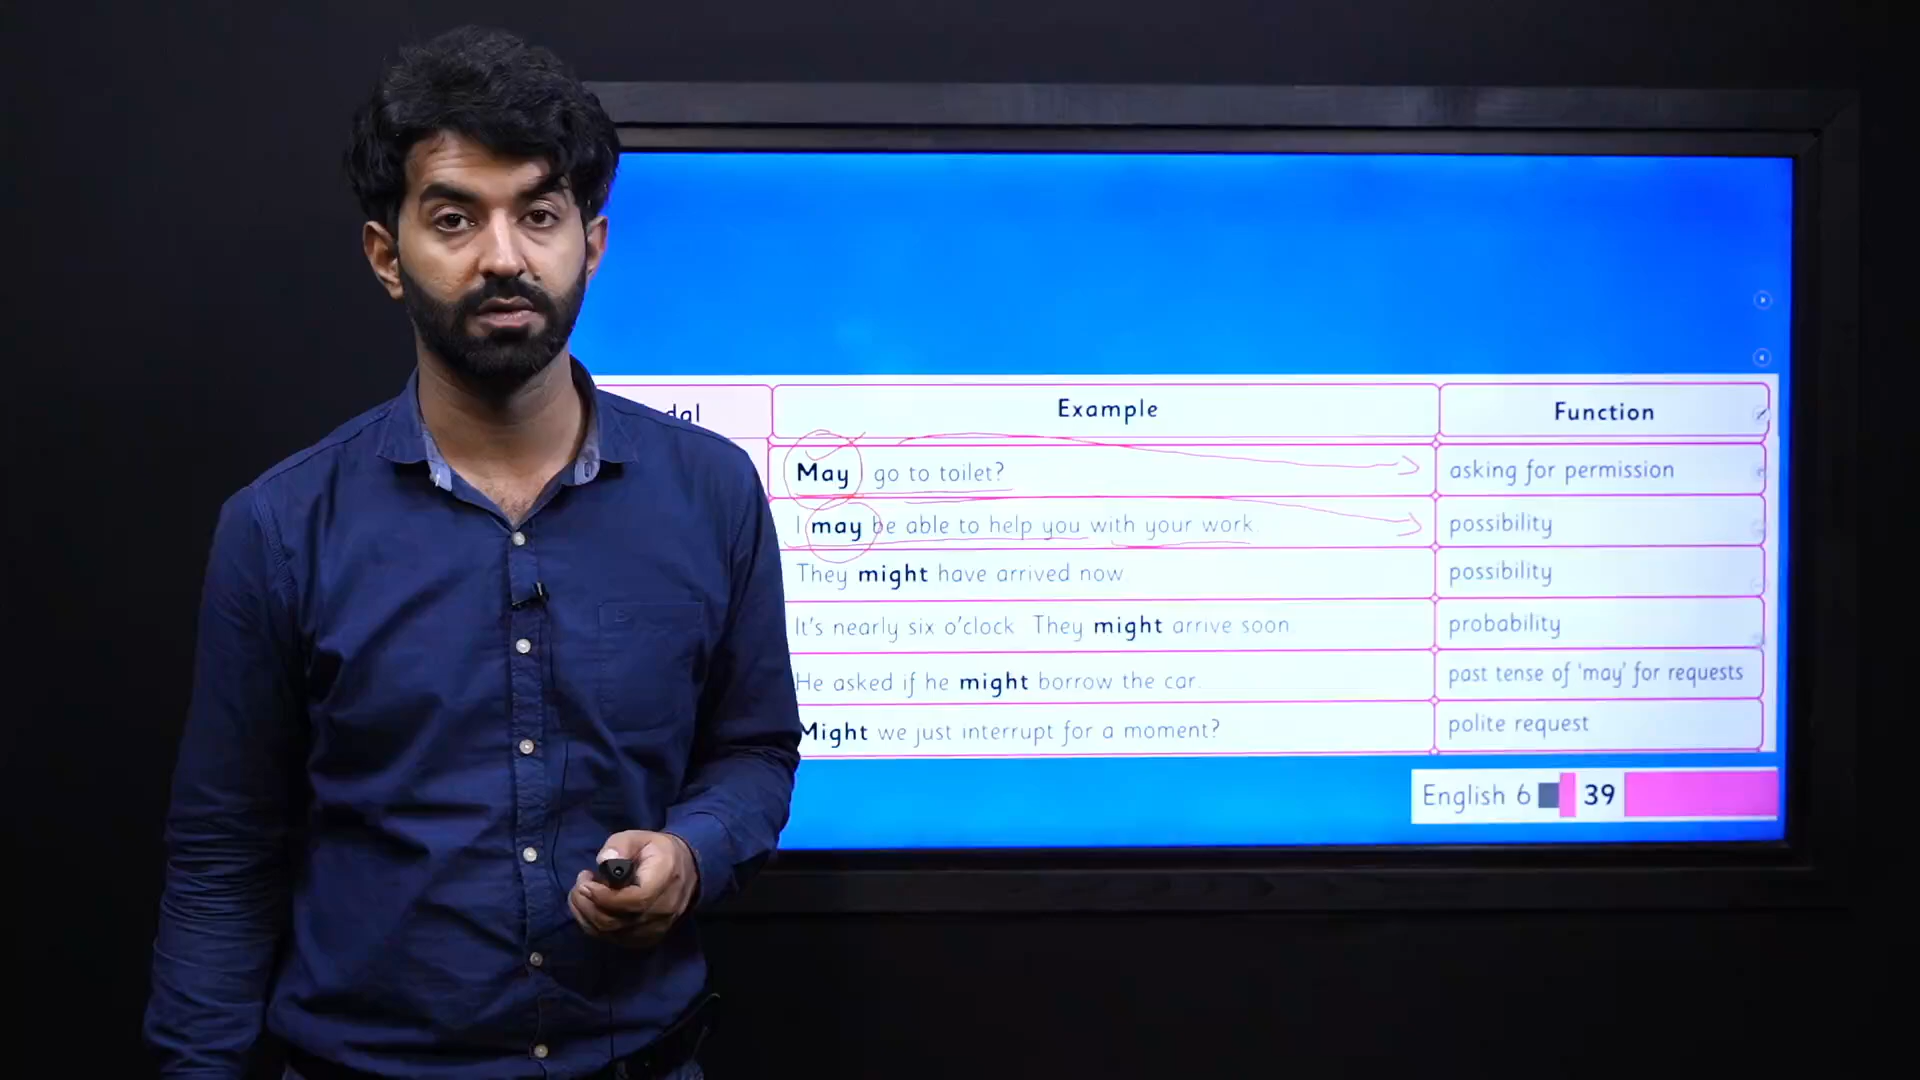 dal Example Function
May I go to toilet? asking for permission
I may be able to help you with your work. possibility
They might have arrived now possibility
It's nearly six o'clock They might arrive soon probability
He asked if he might borrow the car. past tense of 'may' for requests
Might we just interrupt for a moment? polite request
English 6 39